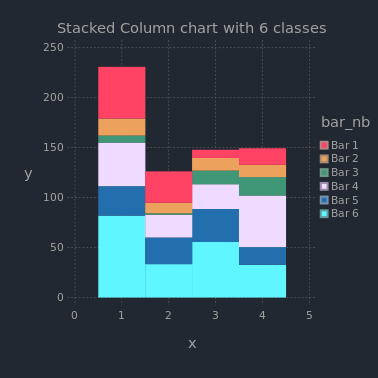 Stacked Column chart with 6 classes
250
200
150
100
50
0
y
0 1 2 3 4 5
x
bar_nb
Bar 1
Bar 2
Bar 3
Bar 4
Bar 5
Bar 6